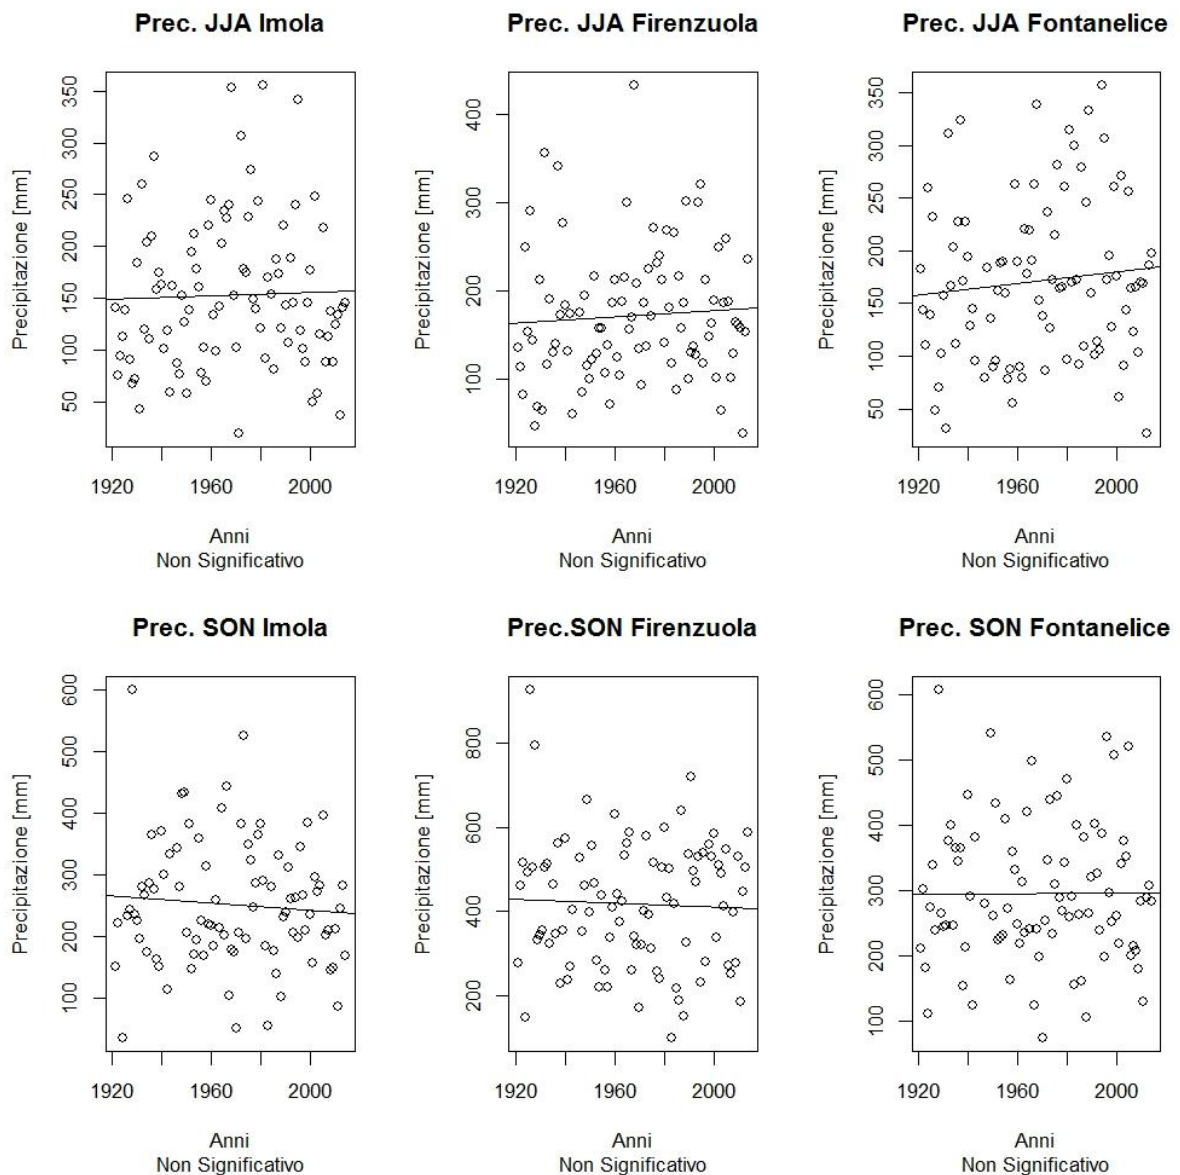 Prec. JJA Imola
Precipitazione [mm]
350
300
250
200
150
100
50
1920
1960
2000
Anni
Non Significativo
Prec. JJA Firenzuola
Precipitazione [mm]
400
300
200
100
1920
1960
2000
Anni
Non Significativo
Prec. JJA Fontanelice
Precipitazione [mm]
350
300
250
200
150
100
50
1920
1960
2000
Anni
Non Significativo
Prec. SON Imola
Precipitazione [mm]
600
500
400
300
200
100
1920
1960
2000
Anni
Non Significativo
Prec.SON Firenzuola
Precipitazione [mm]
800
600
400
200
1920
1960
2000
Anni
Non Significativo
Prec. SON Fontanelice
Precipitazione [mm]
600
500
400
300
200
100
1920
1960
2000
Anni
Non Significativo